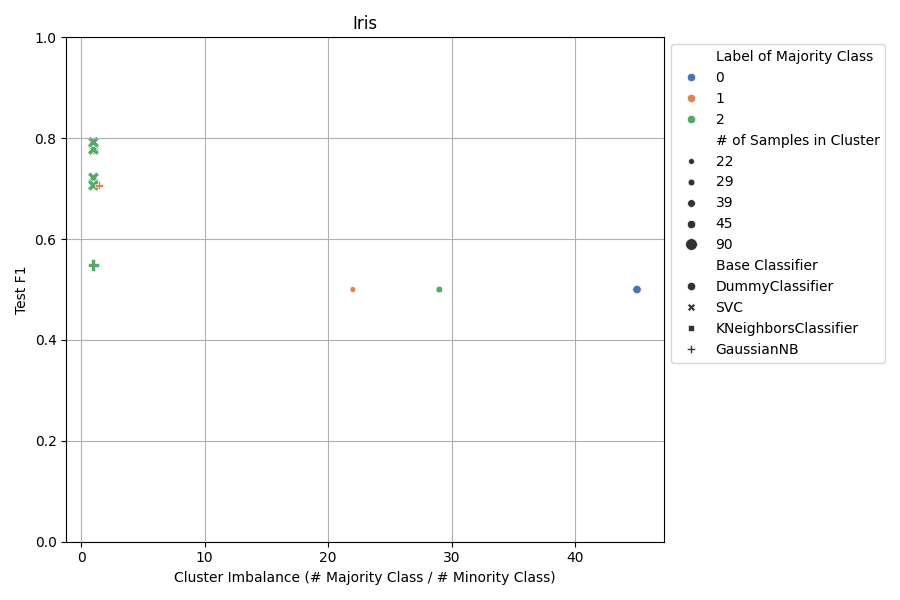 Iris
1.0
0.8
0.6
0.4
0.2
0.0
Test F1
0 10 20 30 40
Cluster Imbalance (# Majority Class / # Minority Class)
Label of Majority Class
0
1
2
# of Samples in Cluster
22
29
39
45
90
Base Classifier
DummyClassifier
SVC
KNeighborsClassifier
GaussianNB